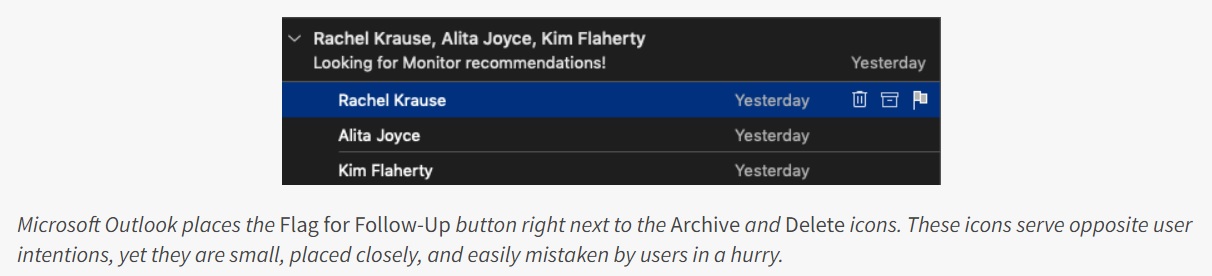 Rachel Krause, Alita Joyce, Kim Flaherty
Looking for Monitor recommendations! Yesterday
Rachel Krause Yesterday
Alita Joyce Yesterday
Kim Flaherty Yesterday
Microsoft Outlook places the Flag for Follow-Up button right next to the Archive and Delete icons. These icons serve opposite user
intentions, yet they are small, placed closely, and easily mistaken by users in a hurry.